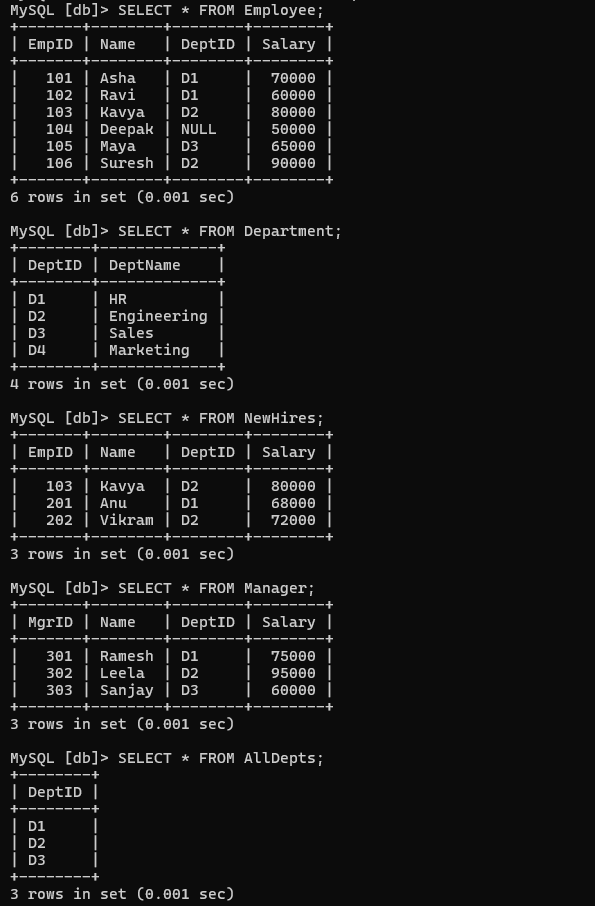 MySQL [db]> SELECT * FROM Employee;
+-------+--------+--------+--------+
| EmpID | Name   | DeptID | Salary |
+-------+--------+--------+--------+
|   101 | Asha   | D1     |  70000 |
|   102 | Ravi   | D1     |  60000 |
|   103 | Kavya  | D2     |  80000 |
|   104 | Deepak | NULL   |  50000 |
|   105 | Maya   | D3     |  65000 |
|   106 | Suresh | D2     |  90000 |
+-------+--------+--------+--------+
6 rows in set (0.001 sec)

MySQL [db]> SELECT * FROM Department;
+--------+-------------+
| DeptID | DeptName    |
+--------+-------------+
| D1     | HR          |
| D2     | Engineering |
| D3     | Sales       |
| D4     | Marketing   |
+--------+-------------+
4 rows in set (0.001 sec)

MySQL [db]> SELECT * FROM NewHires;
+-------+--------+--------+--------+
| EmpID | Name   | DeptID | Salary |
+-------+--------+--------+--------+
|   103 | Kavya  | D2     |  80000 |
|   201 | Anu    | D1     |  68000 |
|   202 | Vikram | D2     |  72000 |
+-------+--------+--------+--------+
3 rows in set (0.001 sec)

MySQL [db]> SELECT * FROM Manager;
+-------+--------+--------+--------+
| MgrID | Name   | DeptID | Salary |
+-------+--------+--------+--------+
|   301 | Ramesh | D1     |  75000 |
|   302 | Leela  | D2     |  95000 |
|   303 | Sanjay | D3     |  60000 |
+-------+--------+--------+--------+
3 rows in set (0.001 sec)

MySQL [db]> SELECT * FROM AllDepts;
+--------+
| DeptID |
+--------+
| D1     |
| D2     |
| D3     |
+--------+
3 rows in set (0.001 sec)